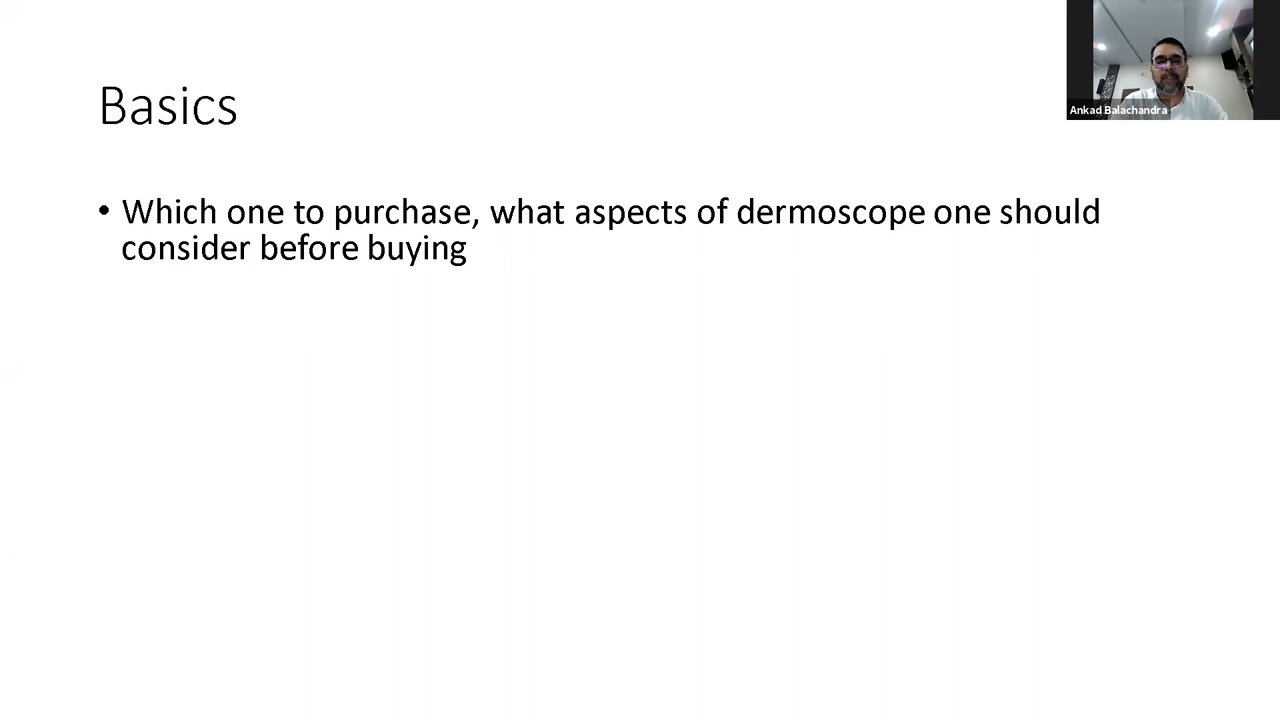 Basics
Ankad Balachandra
• Which one to purchase, what aspects of dermoscope one should
consider before buying